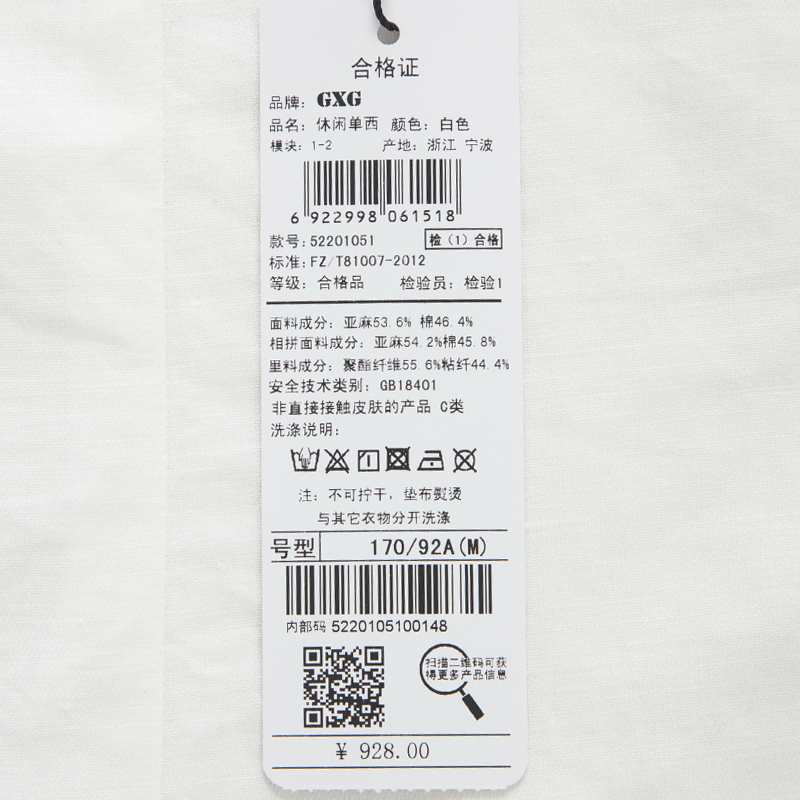 合格证
品牌: GXG
品名: 休闲单西 颜色: 白色
模块: 1-2 产地: 浙江 宁波
6 922998 061518
款号: 52201051 检(1)合格
标准: FZ/T81007-2012
等级: 合格品 检验员: 检验1
面料成分: 亚麻53.6% 棉46.4%
相拼面料成分: 亚麻54.2%棉45.8%
里料成分: 聚酯纤维55.6%粘纤44.4%
安全技术类别: GB18401
非直接接触皮肤的产品 C类
洗涤说明:
注: 不可拧干, 垫布熨烫
与其它衣物分开洗涤
号型 170/92A(M)
内部码 5220105100148
扫描二维码可获
得更多产品信息
¥ 928.00